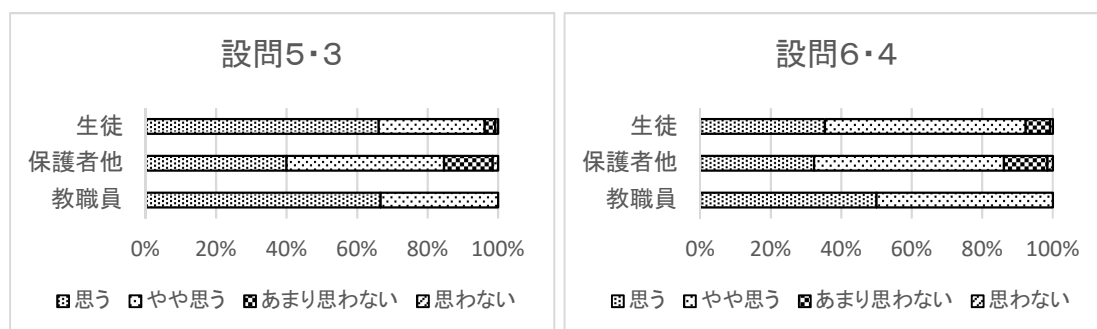 設問5・3
生徒
保護者他
教職員
0% 20% 40% 60% 80% 100%
思う やや思う あまり思わない 思わない
設問6・4
生徒
保護者他
教職員
0% 20% 40% 60% 80% 100%
思う やや思う あまり思わない 思わない